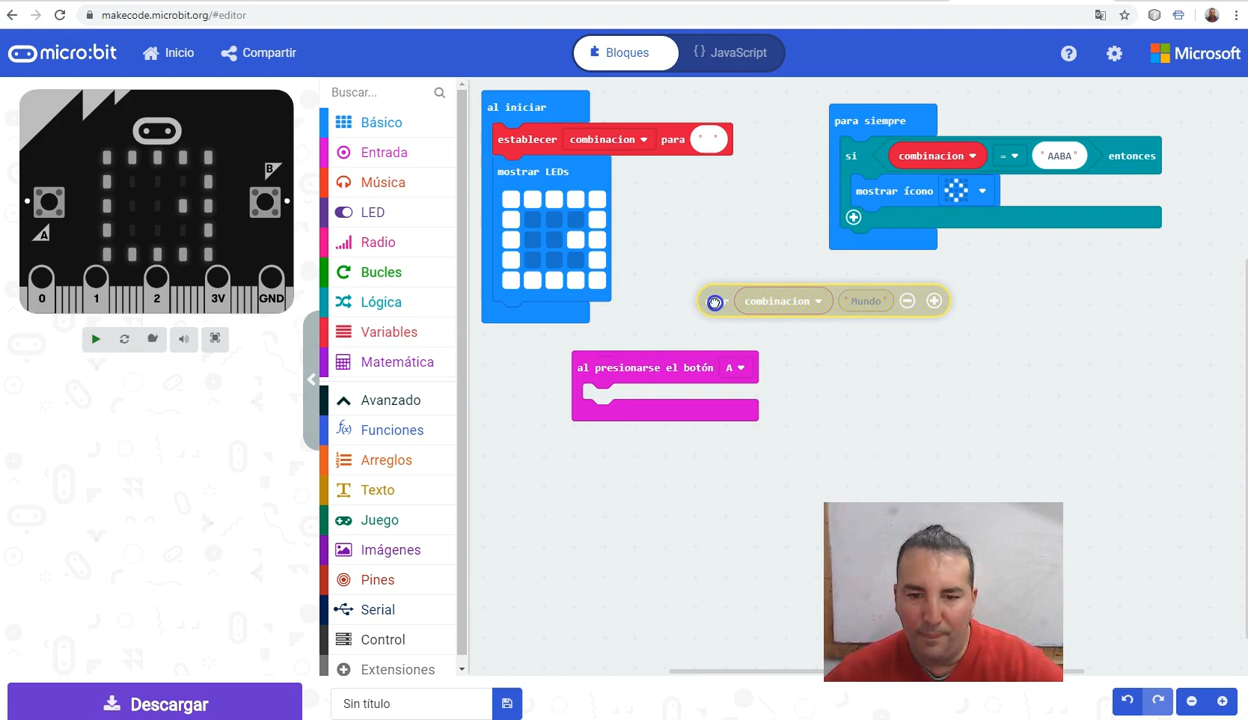 makecode.microbit.org/#editor
micro:bit
Inicio
Compartir
Bloques
{} JavaScript
?
Microsoft
Buscar...
Básico
Entrada
Música
LED
Radio
Bucles
Lógica
Variables
Matemática
Avanzado
Funciones
Arreglos
Texto
Juego
Imágenes
Pines
Serial
Control
Extensiones
A
B
0 1 2 3V GND
al iniciar
establecer combinacion para " "
mostrar LEDs
para siempre
si combinacion = "AABA" entonces
mostrar ícono
combinacion "Mundo"
al presionarse el botón A
Descargar
Sin título